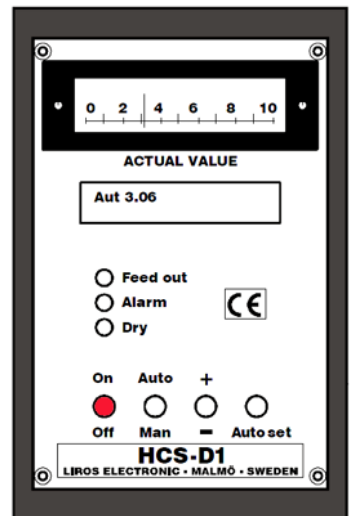 0 2 4 6 8 10
ACTUAL VALUE
Aut 3.06
Feed out
Alarm
Dry
CE
On Auto +
Off Man − Auto set
HCS-D1
LIROS ELECTRONIC • MALMÖ • SWEDEN